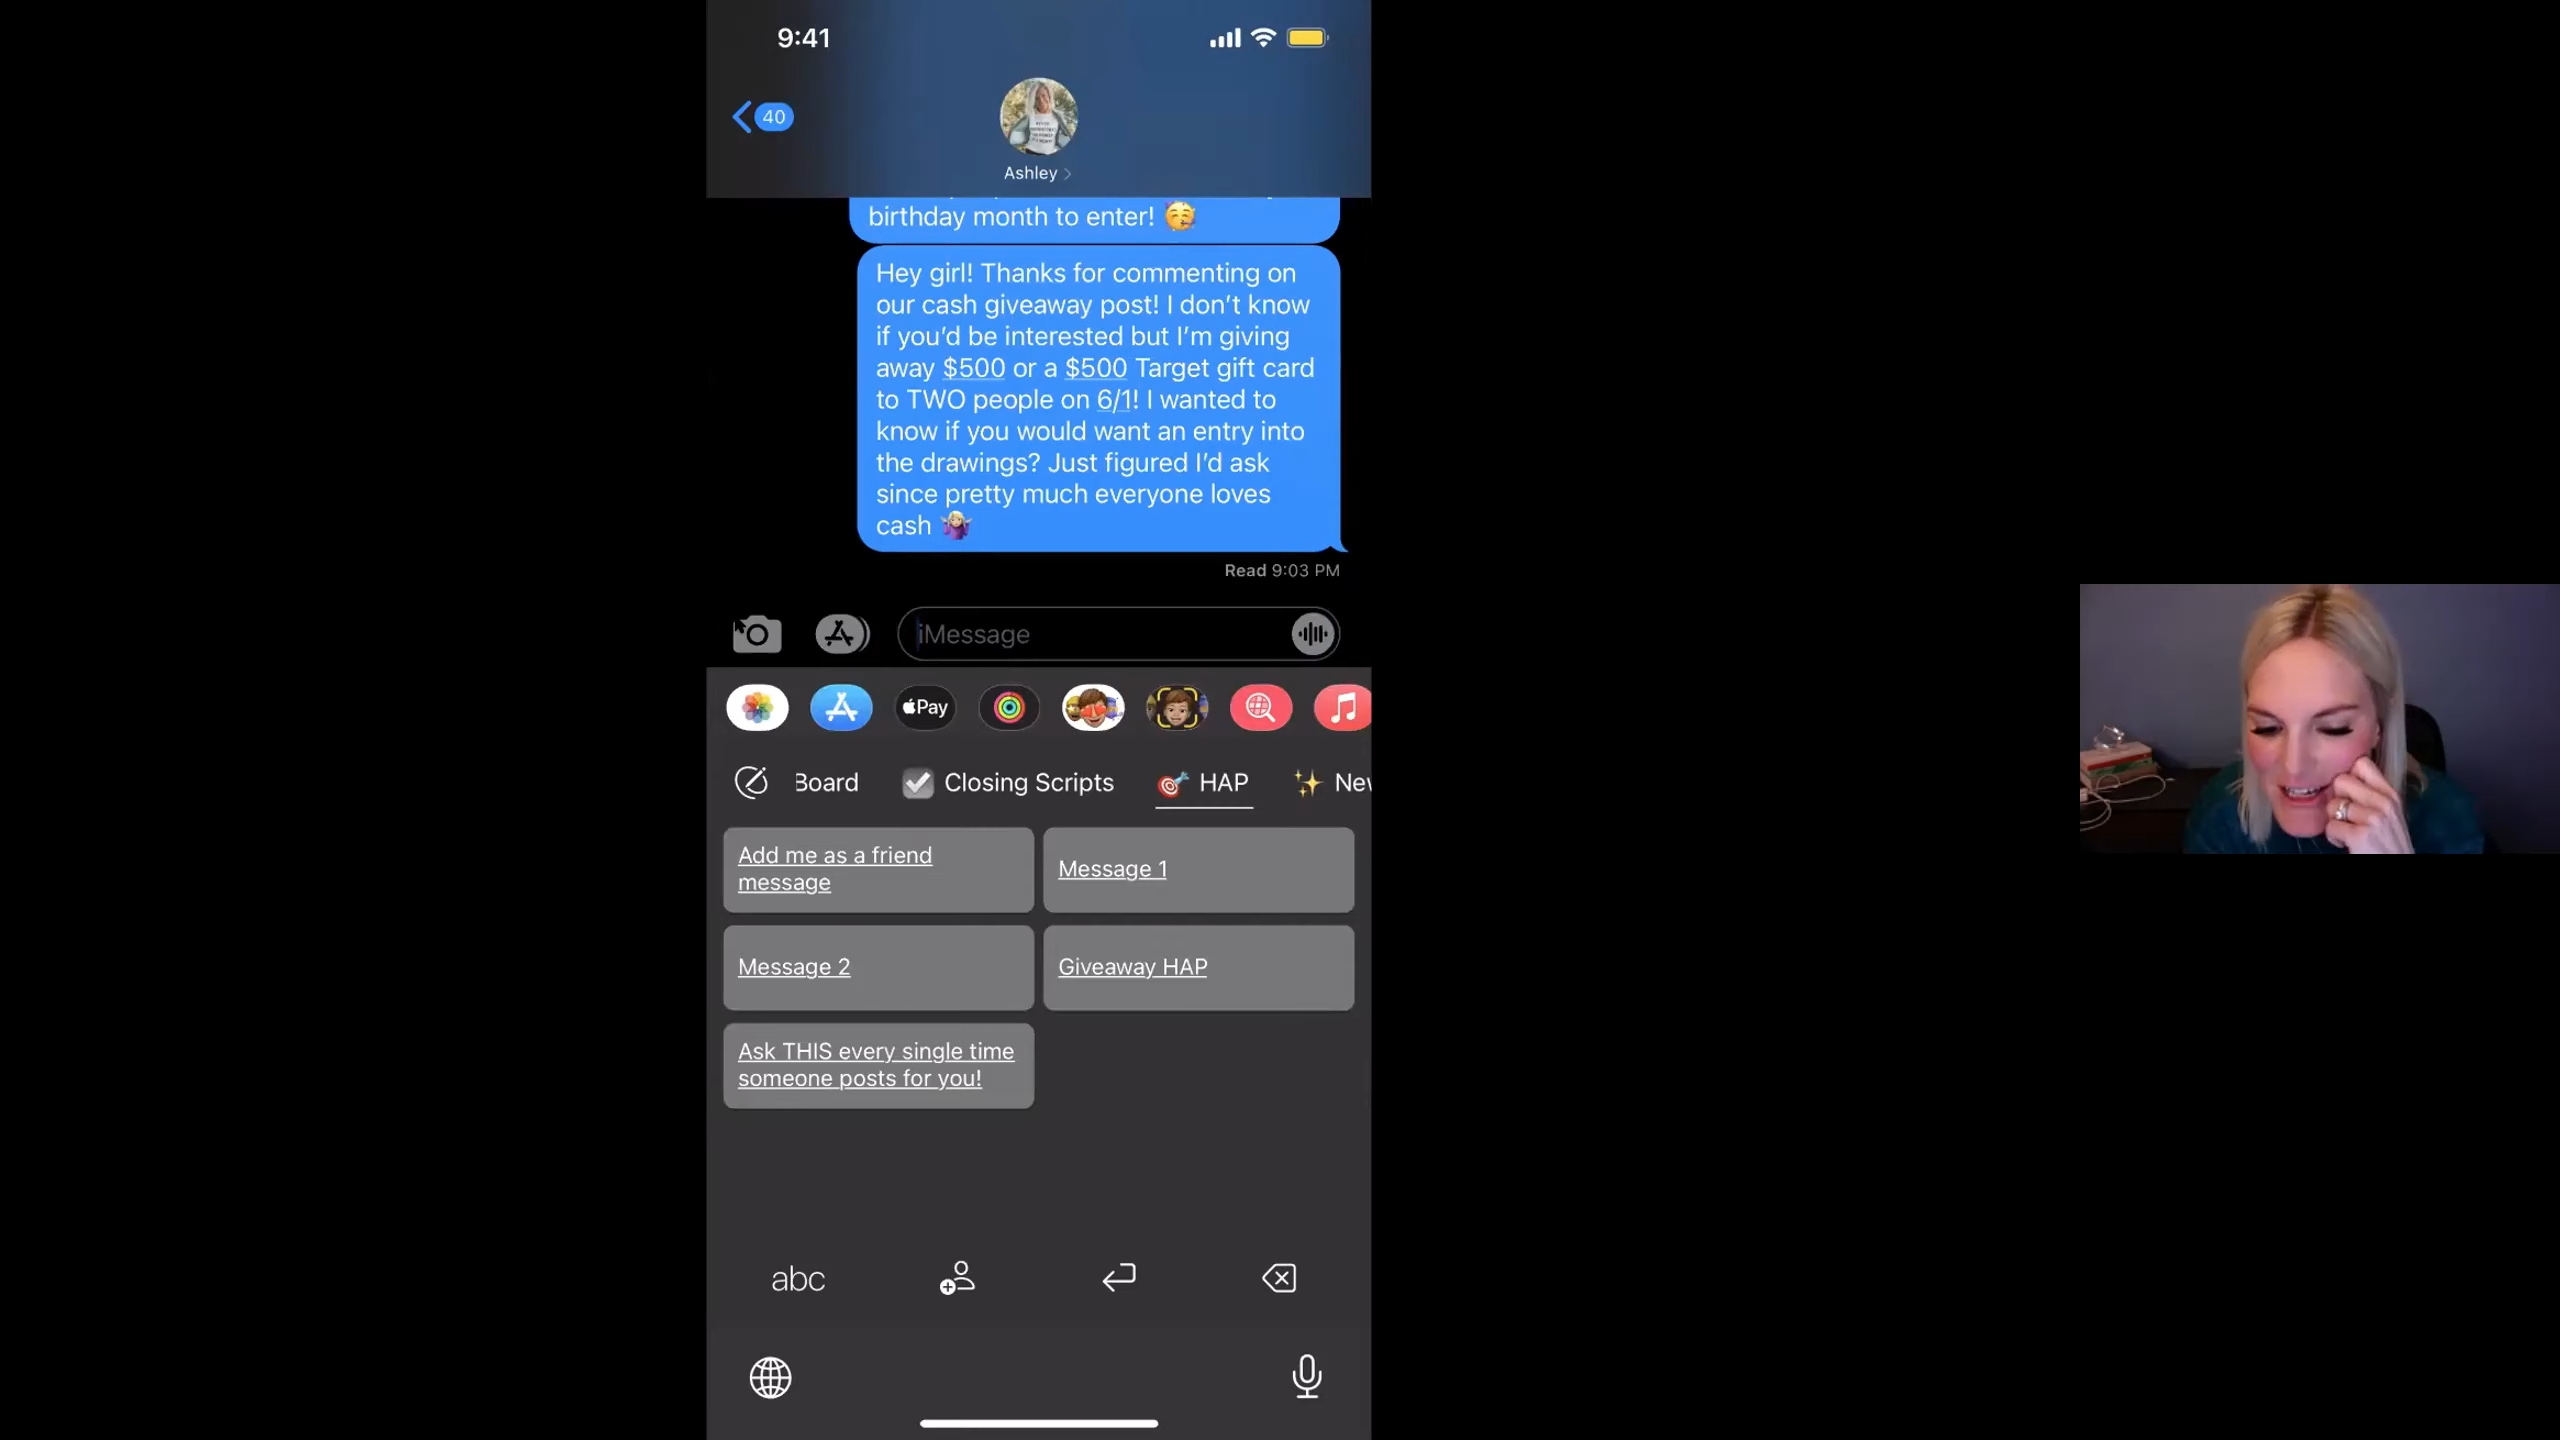 9:41
40
Ashley
birthday month to enter! 🥳
Hey girl! Thanks for commenting on
our cash giveaway post! I don’t know
if you’d be interested but I’m giving
away $500 or a $500 Target gift card
to TWO people on 6/1! I wanted to
know if you would want an entry into
the drawings? Just figured I’d ask
since pretty much everyone loves
cash 🤷🏼‍♀️
Read 9:03 PM
iMessage
Pay
Board
Closing Scripts
HAP
Add me as a friend
message
Message 1
Message 2
Giveaway HAP
Ask THIS every single time
someone posts for you!
abc